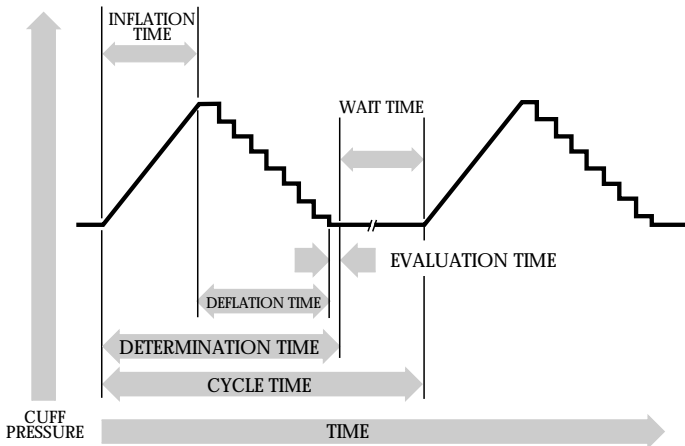 INFLATION
TIME
WAIT TIME
EVALUATION TIME
DEFLATION TIME
DETERMINATION TIME
CYCLE TIME
CUFF
PRESSURE
TIME